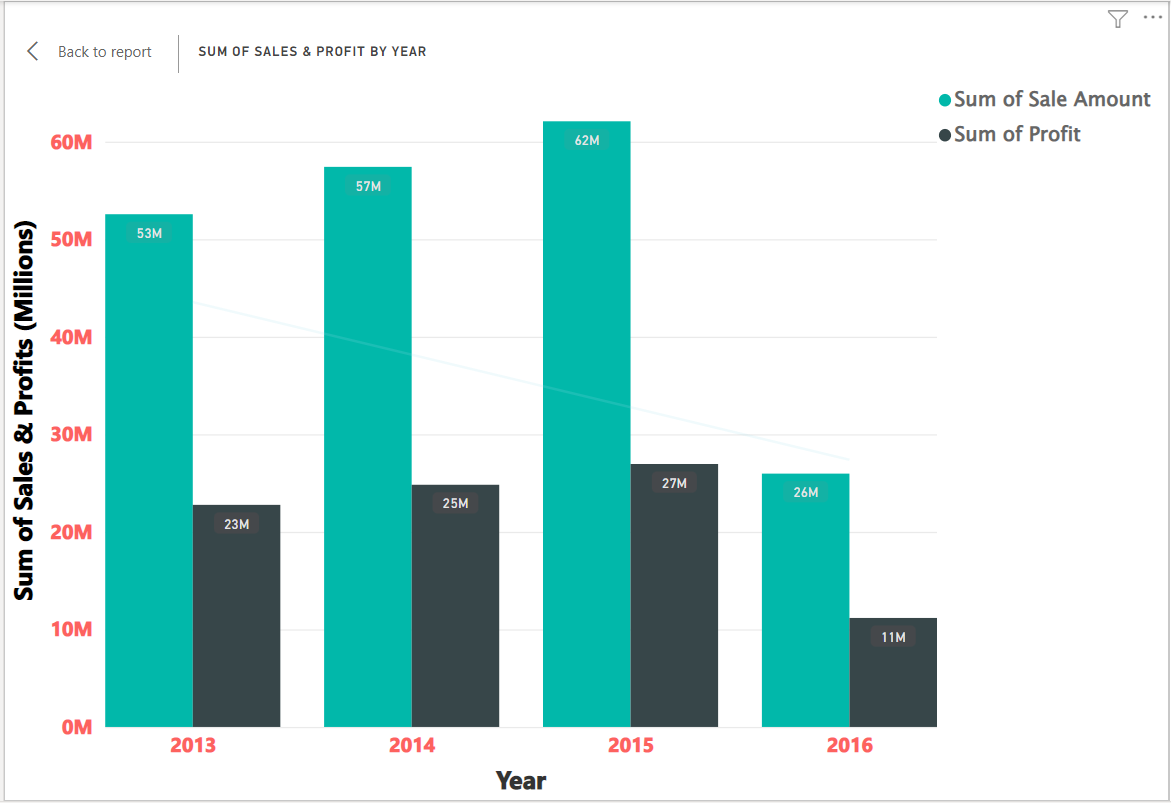 Back to report
SUM OF SALES & PROFIT BY YEAR
Sum of Sale Amount
Sum of Profit
Sum of Sales & Profits (Millions)
60M
50M
40M
30M
20M
10M
0M
53M
23M
57M
25M
62M
27M
26M
11M
2013
2014
2015
2016
Year